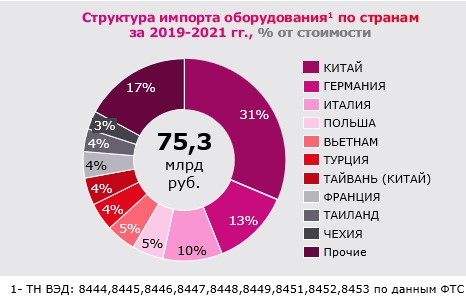 Структура импорта оборудования¹ по странам
за 2019-2021 гг., % от стоимости
17%
31%
3%
4%
4%
4%
4%
5%
5%
10%
13%
75,3
млрд
руб.
КИТАЙ
ГЕРМАНИЯ
ИТАЛИЯ
ПОЛЬША
ВЬЕТНАМ
ТУРЦИЯ
ТАЙВАНЬ (КИТАЙ)
ФРАНЦИЯ
ТАИЛАНД
ЧЕХИЯ
Прочие
1- ТН ВЭД: 8444,8445,8446,8447,8448,8449,8451,8452,8453 по данным ФТС